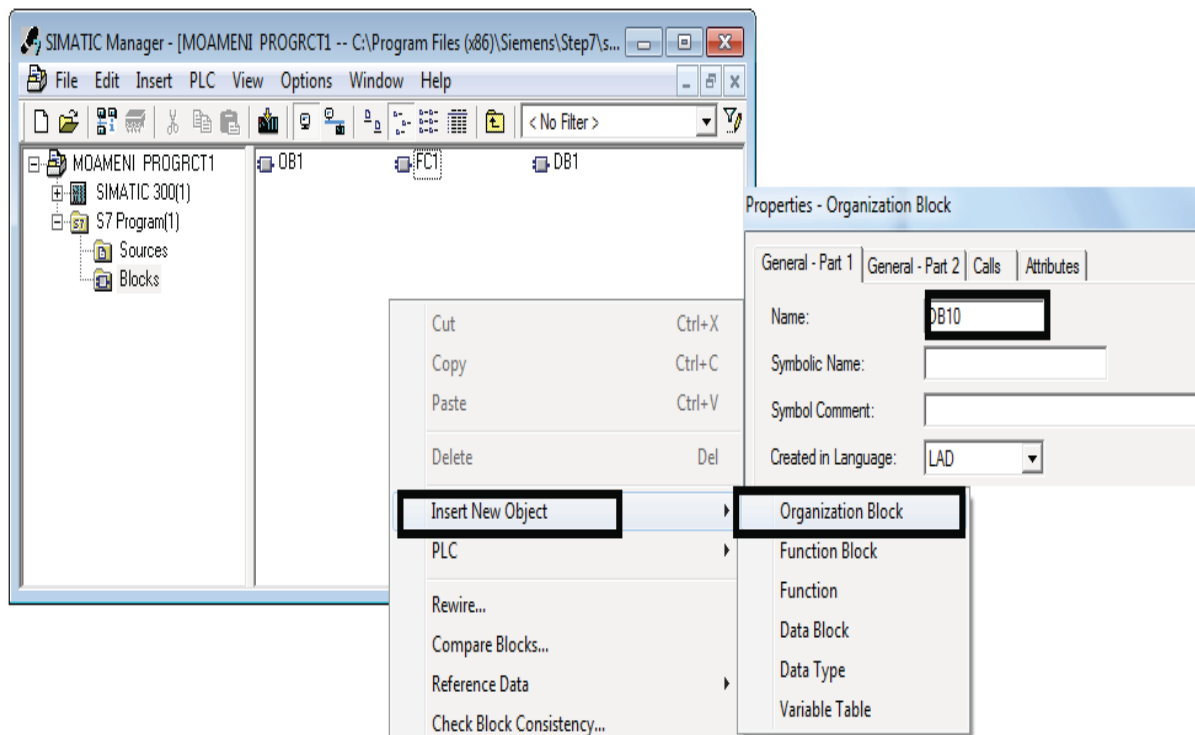 SIMATIC Manager - [MOAMENI PROGRCT1 -- C:\Program Files (x86)\Siemens\Step7\s...
File Edit Insert PLC View Options Window Help
< No Filter >
MOAMENI PROGRCT1
SIMATIC 300(1)
S7 Program(1)
Sources
Blocks
OB1 FC1 DB1
Cut Ctrl+X
Copy Ctrl+C
Paste Ctrl+V
Delete Del
Insert New Object
PLC
Rewire...
Compare Blocks...
Reference Data
Check Block Consistency...
Properties - Organization Block
General - Part 1 General - Part 2 Calls Attributes
Name: OB10
Symbolic Name:
Symbol Comment:
Created in Language: LAD
Organization Block
Function Block
Function
Data Block
Data Type
Variable Table